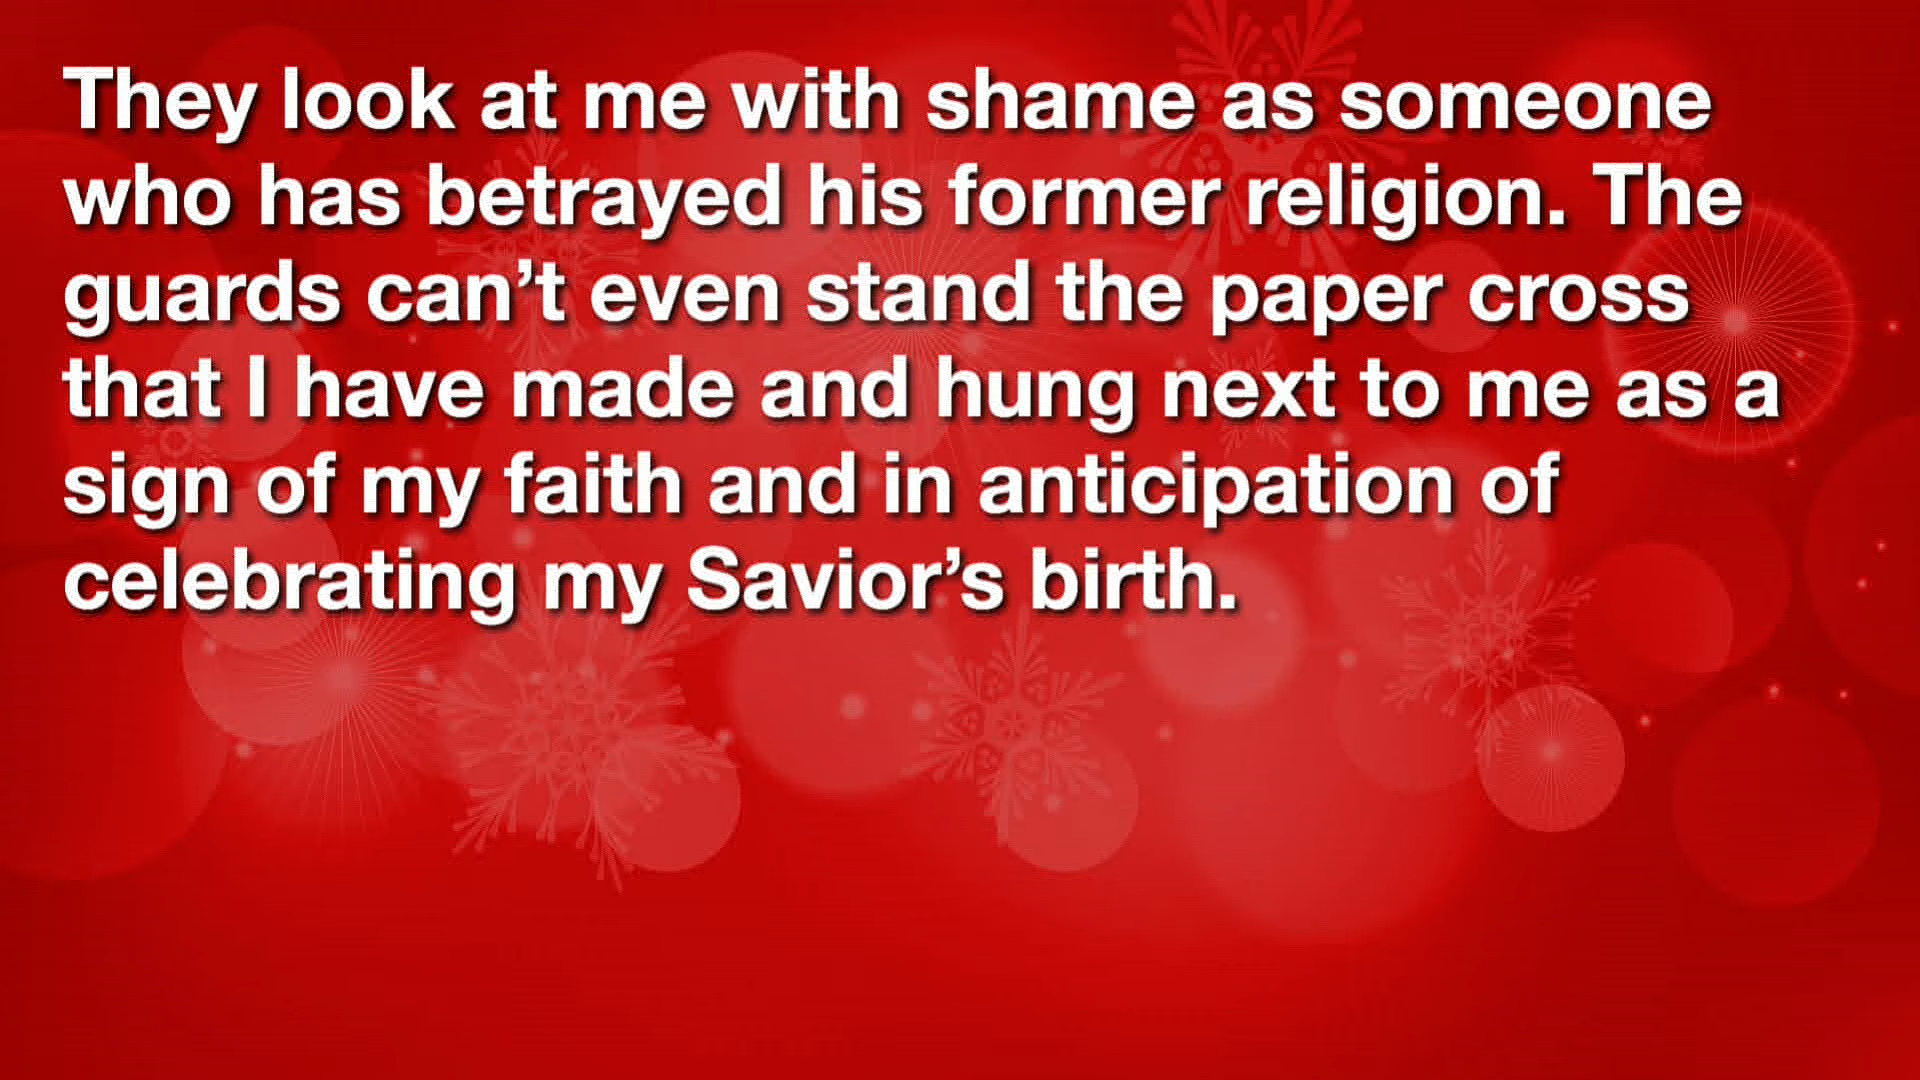 They look at me with shame as someone
who has betrayed his former religion. The
guards can’t even stand the paper cross
that I have made and hung next to me as a
sign of my faith and in anticipation of
celebrating my Savior’s birth.